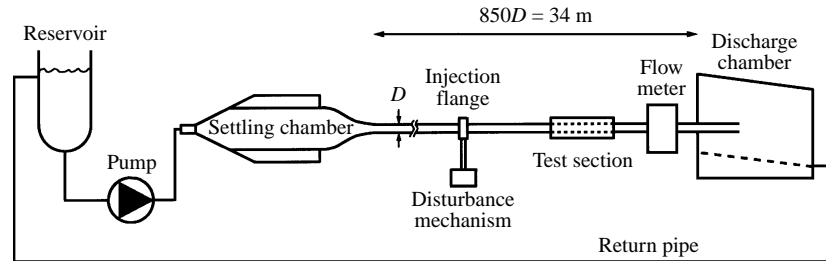 850D = 34 m
Reservoir
Discharge
chamber
Injection
flange
Flow
meter
D
Settling chamber
Pump
Test section
Disturbance
mechanism
Return pipe